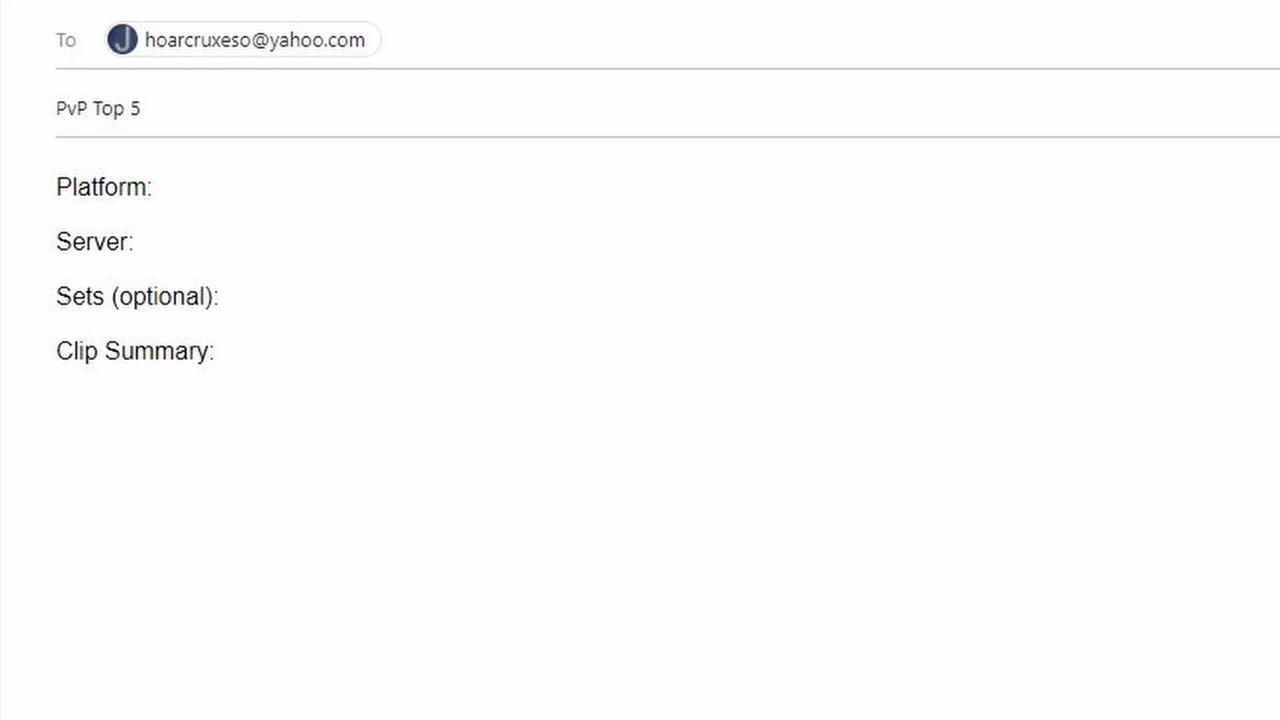 To J hoarcruxeso@yahoo.com
PvP Top 5
Platform:
Server:
Sets (optional):
Clip Summary: